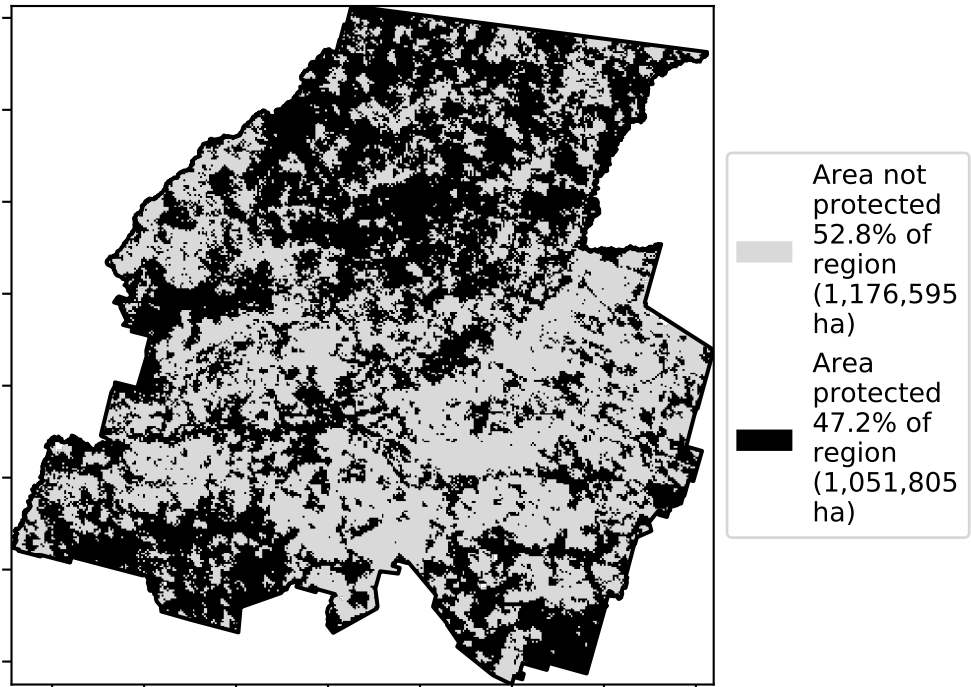 Area not
protected
52.8% of
region
(1,176,595
ha)
Area
protected
47.2% of
region
(1,051,805
ha)